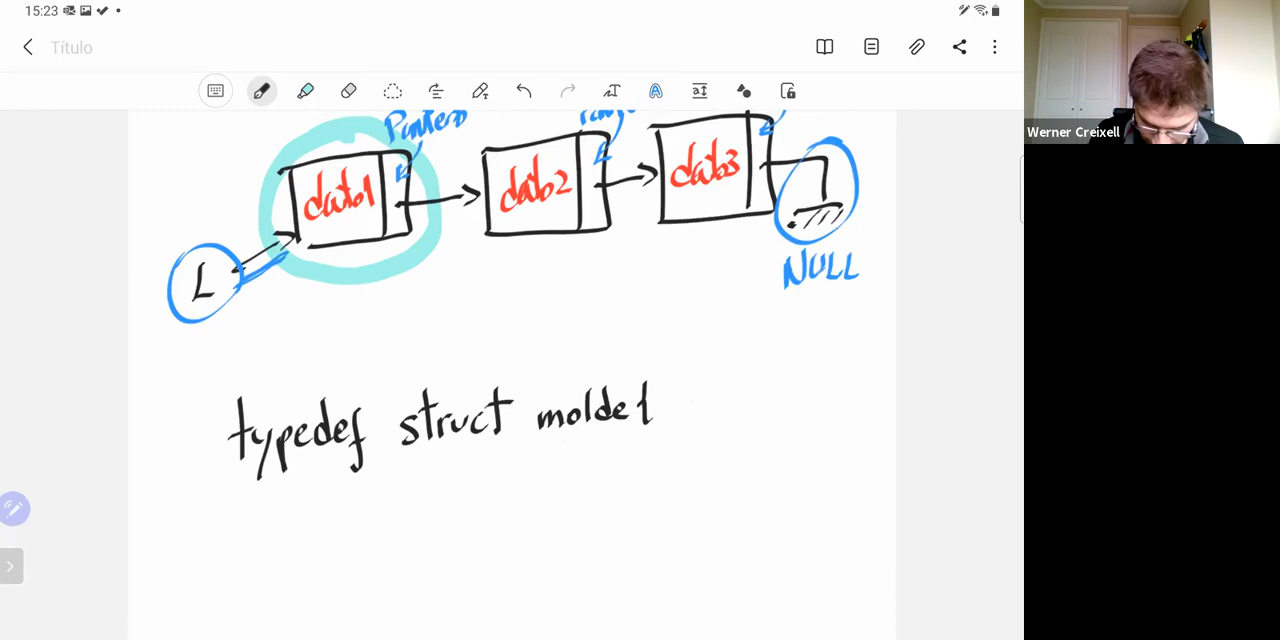 15:23
Título
Puntero
dato1
dato2
dato3
L
NULL
typedef struct molde{
Werner Creixell